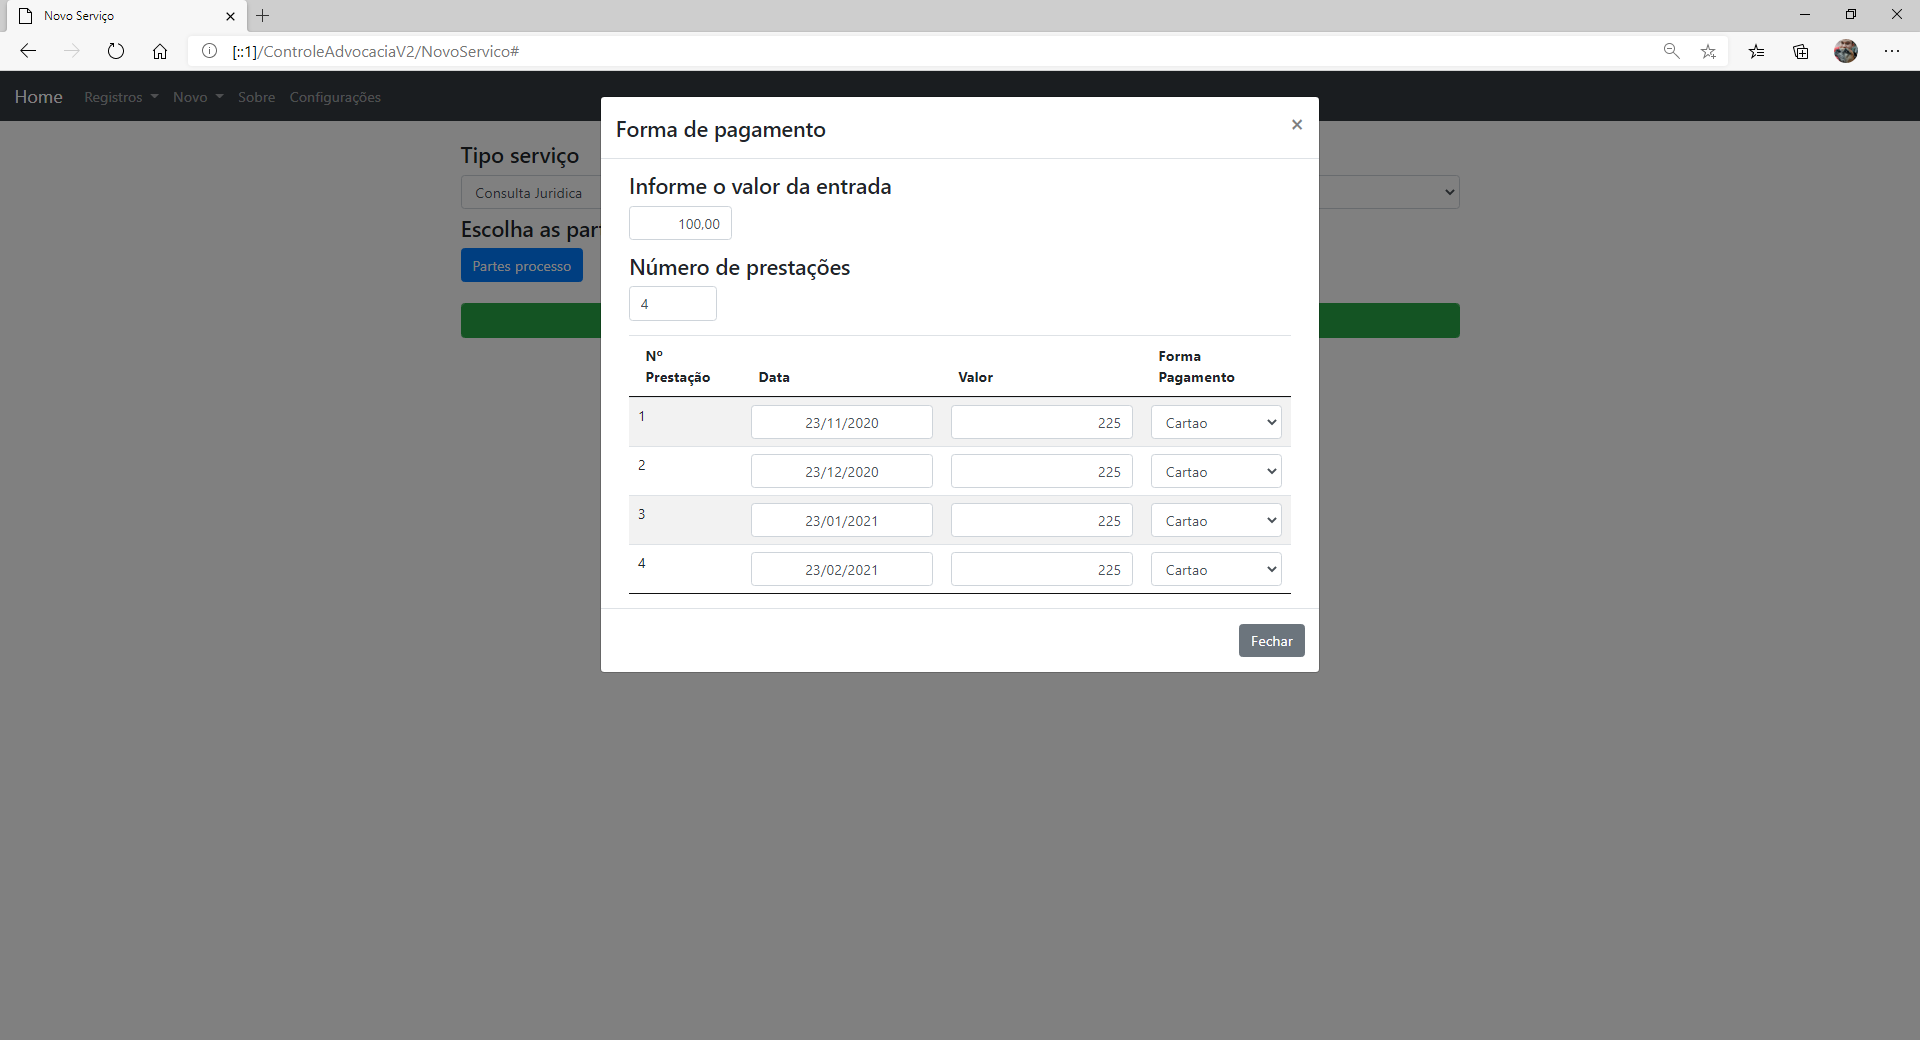 Novo Serviço
[::1]/ControleAdvocaciaV2/NovoServico#
Home Registros Novo Sobre Configurações
Forma de pagamento
×
Tipo serviço
Consulta Juridica
Informe o valor da entrada
100,00
Escolha as par
Partes processo
Número de prestações
4
Nº Prestação Data Valor Forma Pagamento
1 23/11/2020 225 Cartao
2 23/12/2020 225 Cartao
3 23/01/2021 225 Cartao
4 23/02/2021 225 Cartao
Fechar